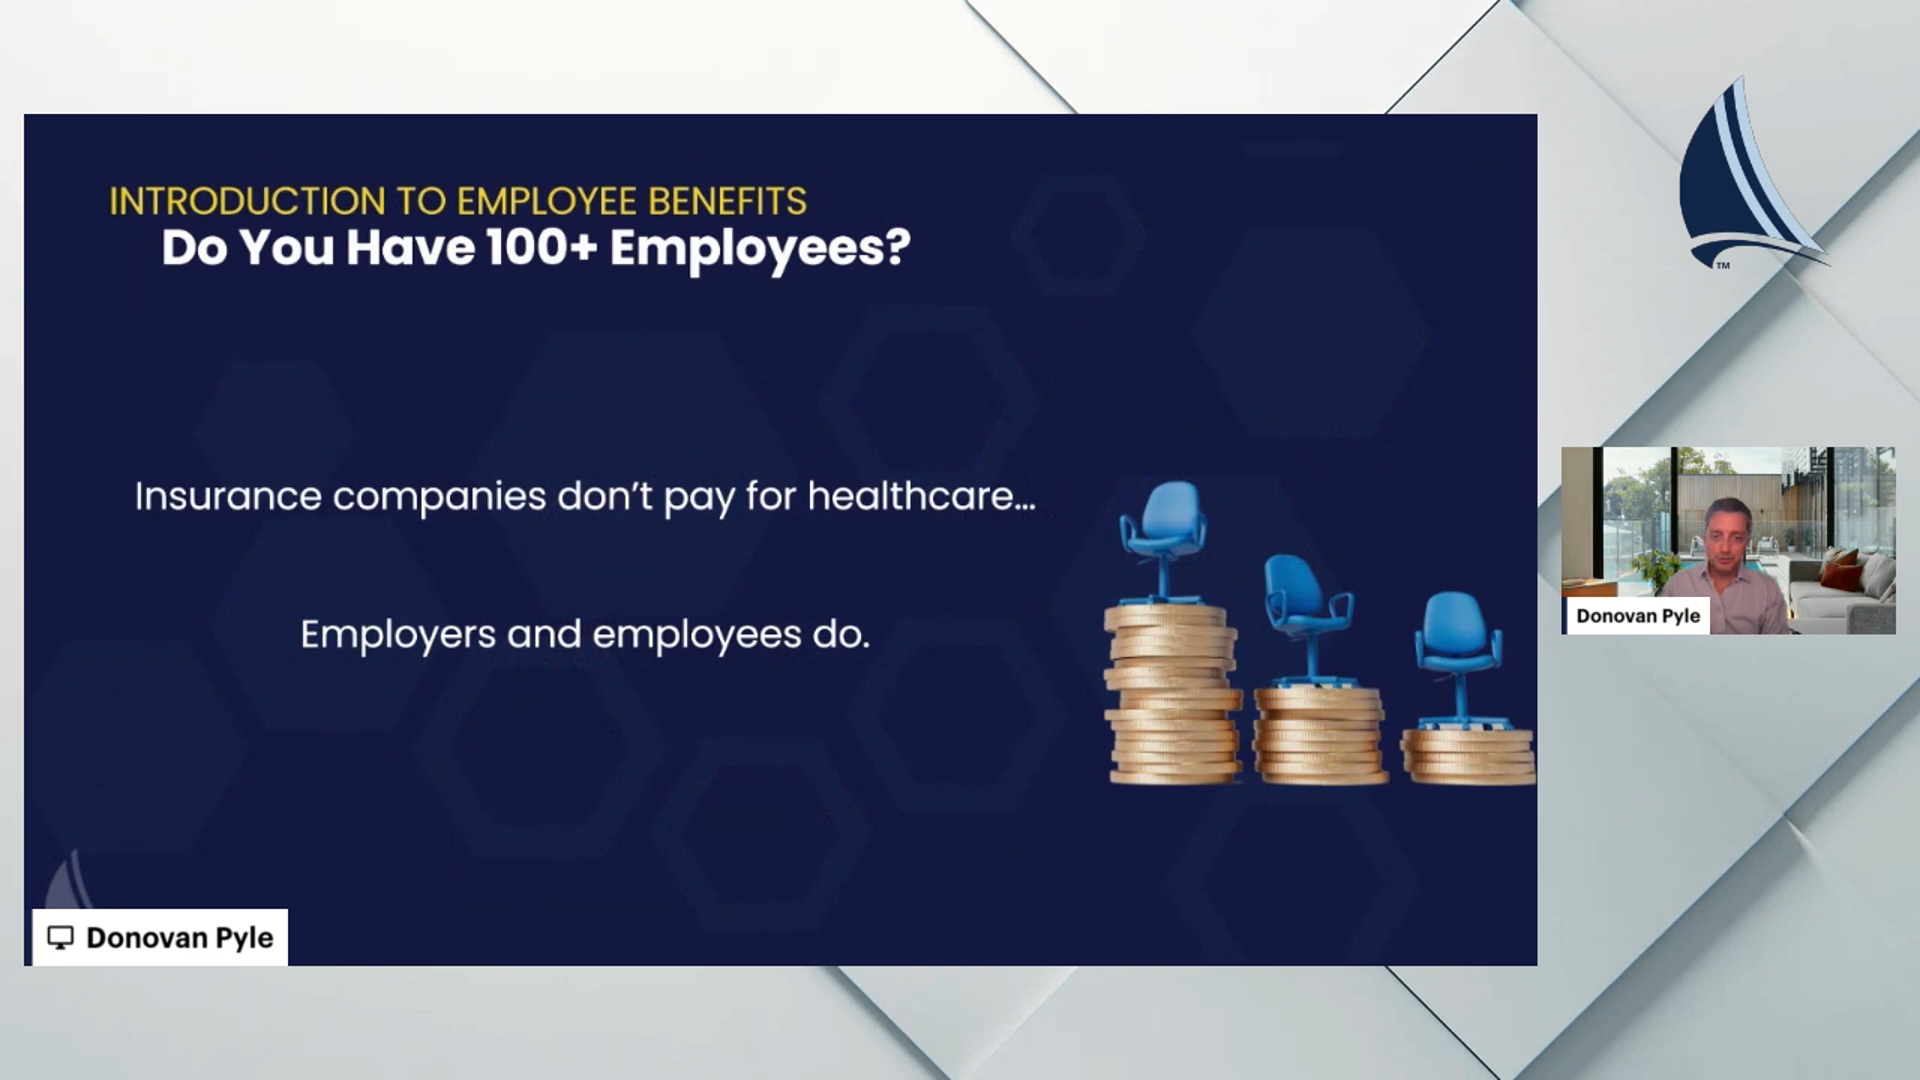 INTRODUCTION TO EMPLOYEE BENEFITS
Do You Have 100+ Employees?
Insurance companies don’t pay for healthcare...
Employers and employees do.
Donovan Pyle
Donovan Pyle
TM